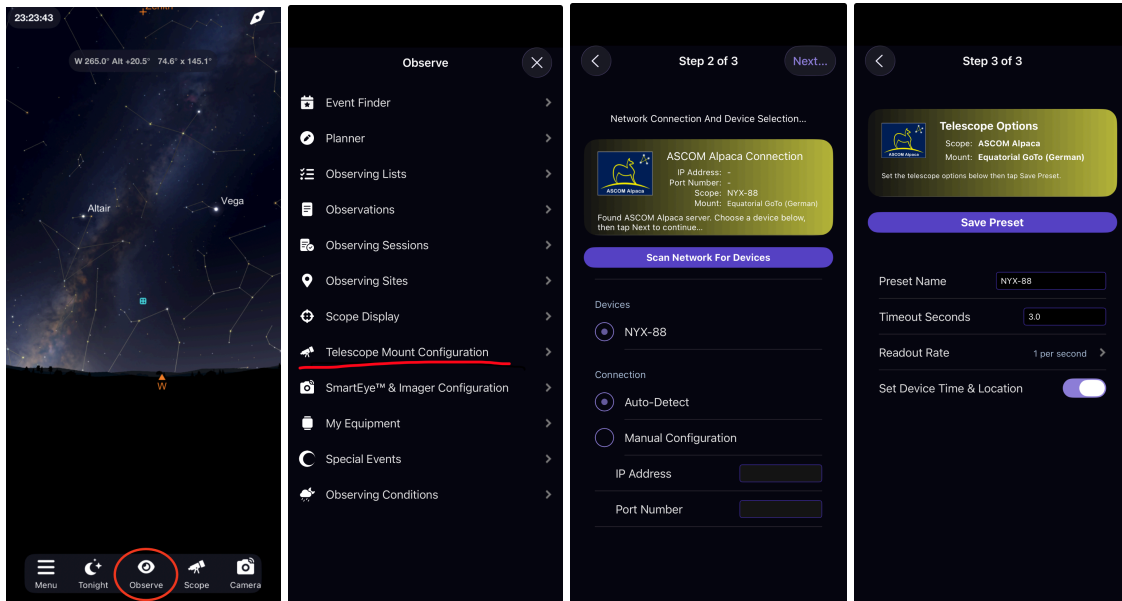 23:23:43
Zenith
W 265.0° Alt +20.5° 74.6° x 145.1°
Altair
Vega
W
Menu
Tonight
Observe
Scope
Camera
Observe
Event Finder
Planner
Observing Lists
Observations
Observing Sessions
Observing Sites
Scope Display
Telescope Mount Configuration
SmartEye™ & Imager Configuration
My Equipment
Special Events
Observing Conditions
Step 2 of 3
Next...
Network Connection And Device Selection...
ASCOM Alpaca
ASCOM Alpaca Connection
IP Address: -
Port Number: -
Scope: NYX-88
Mount: Equatorial GoTo (German)
Found ASCOM Alpaca server. Choose a device below,
then tap Next to continue...
Scan Network For Devices
Devices
NYX-88
Connection
Auto-Detect
Manual Configuration
IP Address
Port Number
Step 3 of 3
ASCOM Alpaca
Telescope Options
Scope: ASCOM Alpaca
Mount: Equatorial GoTo (German)
Set the telescope options below then tap Save Preset.
Save Preset
Preset Name NYX-88
Timeout Seconds 3.0
Readout Rate 1 per second
Set Device Time & Location